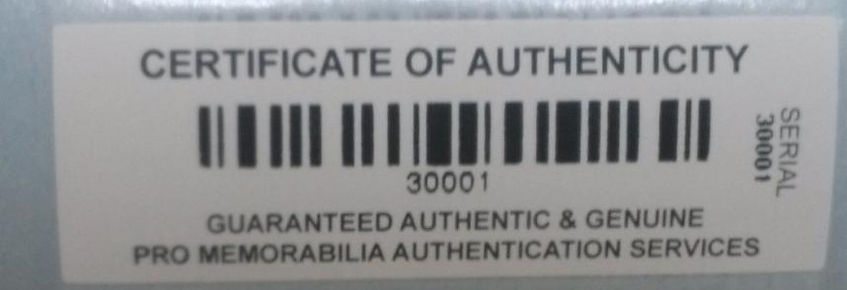 CERTIFICATE OF AUTHENTICITY
30001
SERIAL
30001
GUARANTEED AUTHENTIC & GENUINE
PRO MEMORABILIA AUTHENTICATION SERVICES